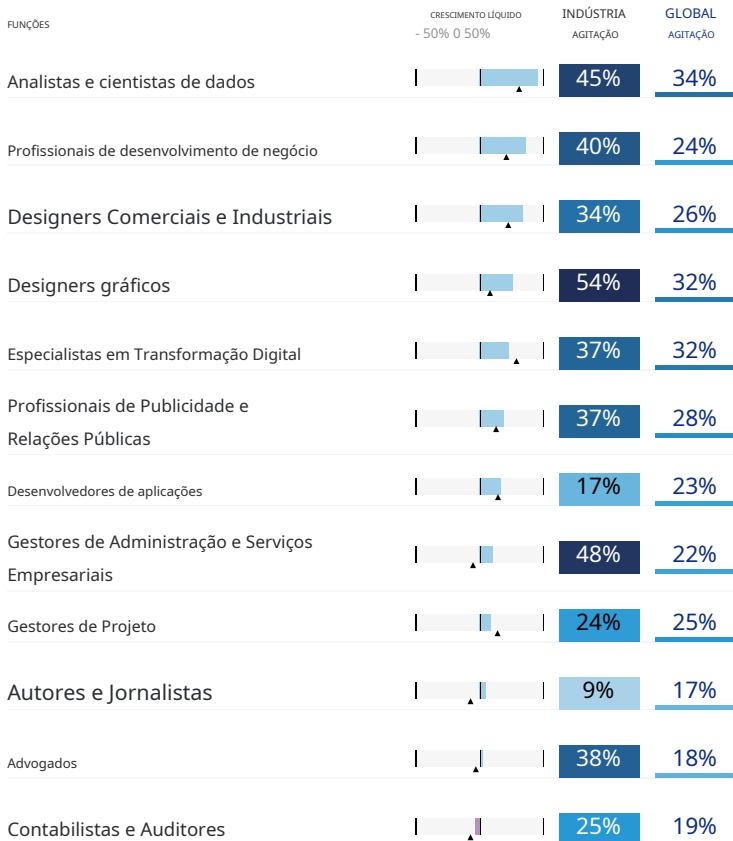 FUNÇÕES
CRESCIMENTO LÍQUIDO
- 50% 0 50%
INDÚSTRIA
AGITAÇÃO
GLOBAL
AGITAÇÃO
Analistas e cientistas de dados 45% 34%
Profissionais de desenvolvimento de negócio 40% 24%
Designers Comerciais e Industriais 34% 26%
Designers gráficos 54% 32%
Especialistas em Transformação Digital 37% 32%
Profissionais de Publicidade e
Relações Públicas 37% 28%
Desenvolvedores de aplicações 17% 23%
Gestores de Administração e Serviços
Empresariais 48% 22%
Gestores de Projeto 24% 25%
Autores e Jornalistas 9% 17%
Advogados 38% 18%
Contabilistas e Auditores 25% 19%